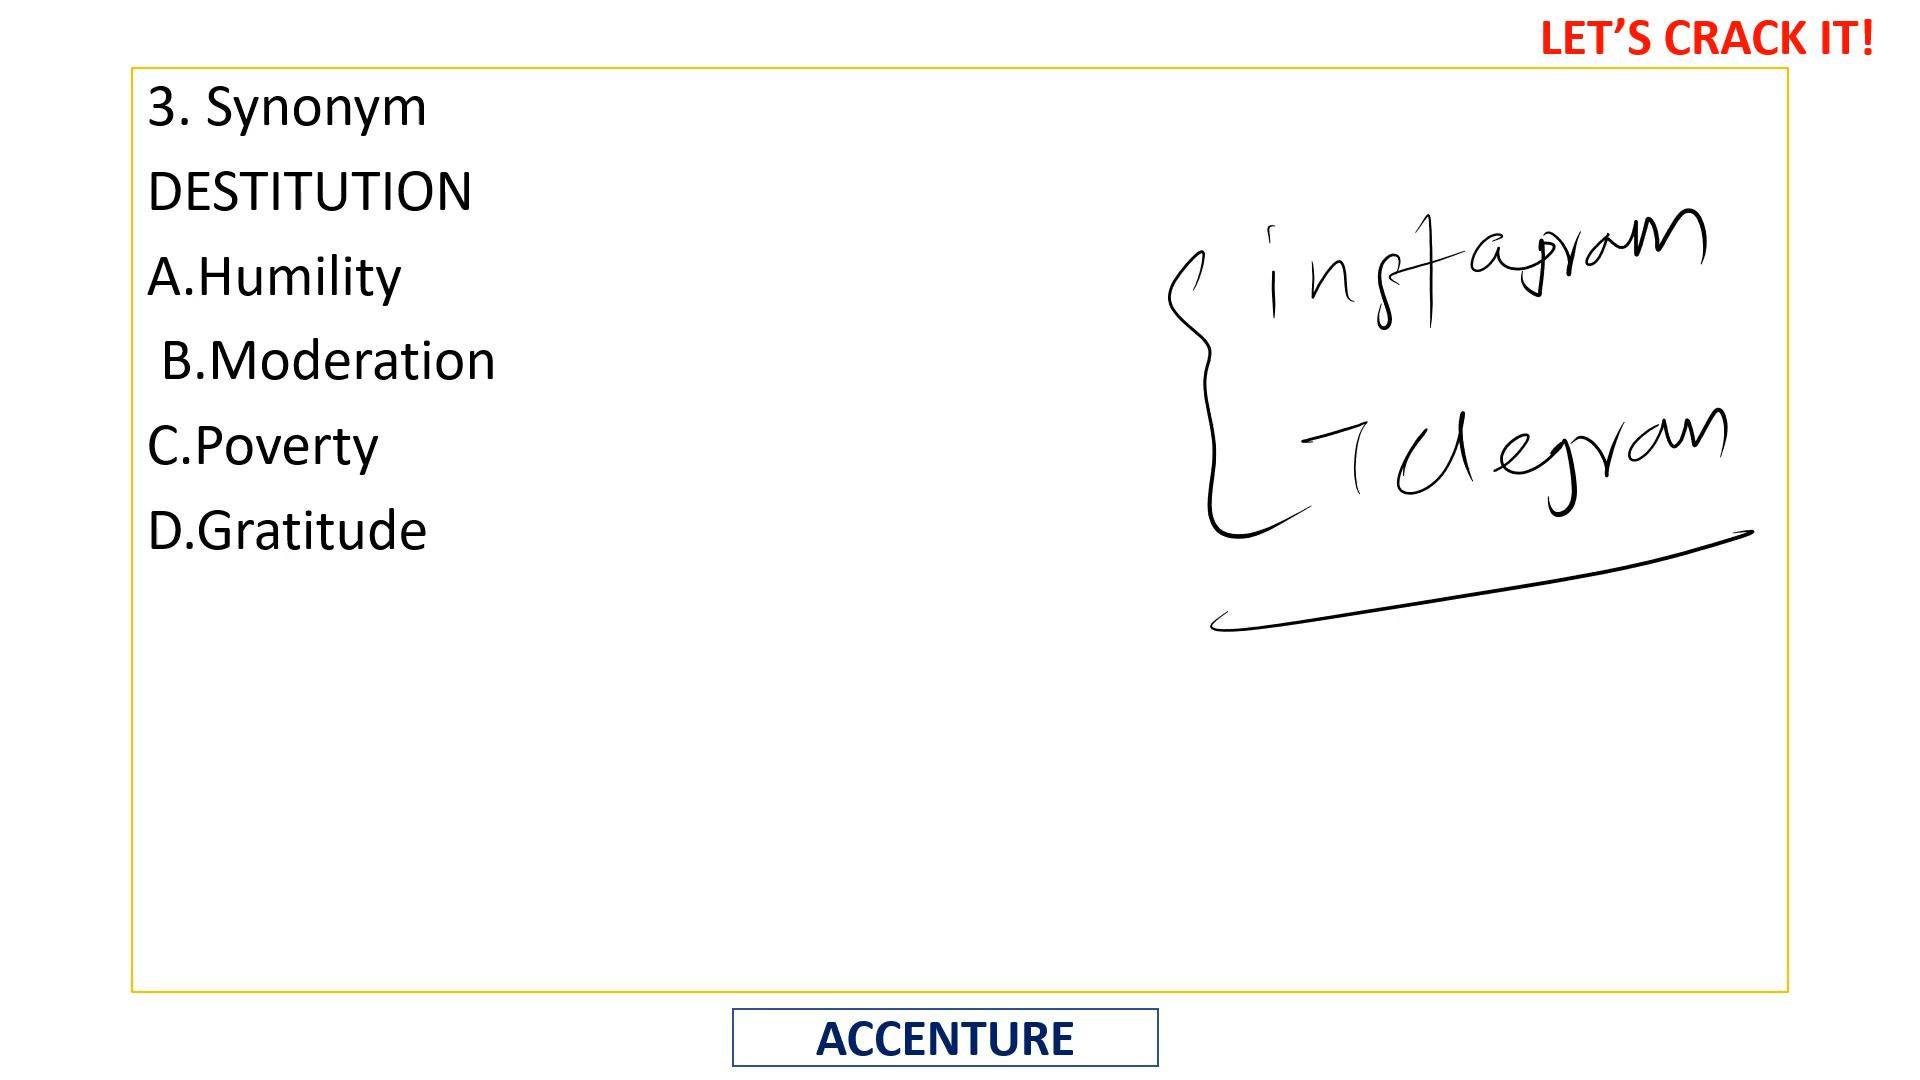 LET'S CRACK IT!
3. Synonym
DESTITUTION
A.Humility
B.Moderation
C.Poverty
D.Gratitude
instagram
Telegram
ACCENTURE